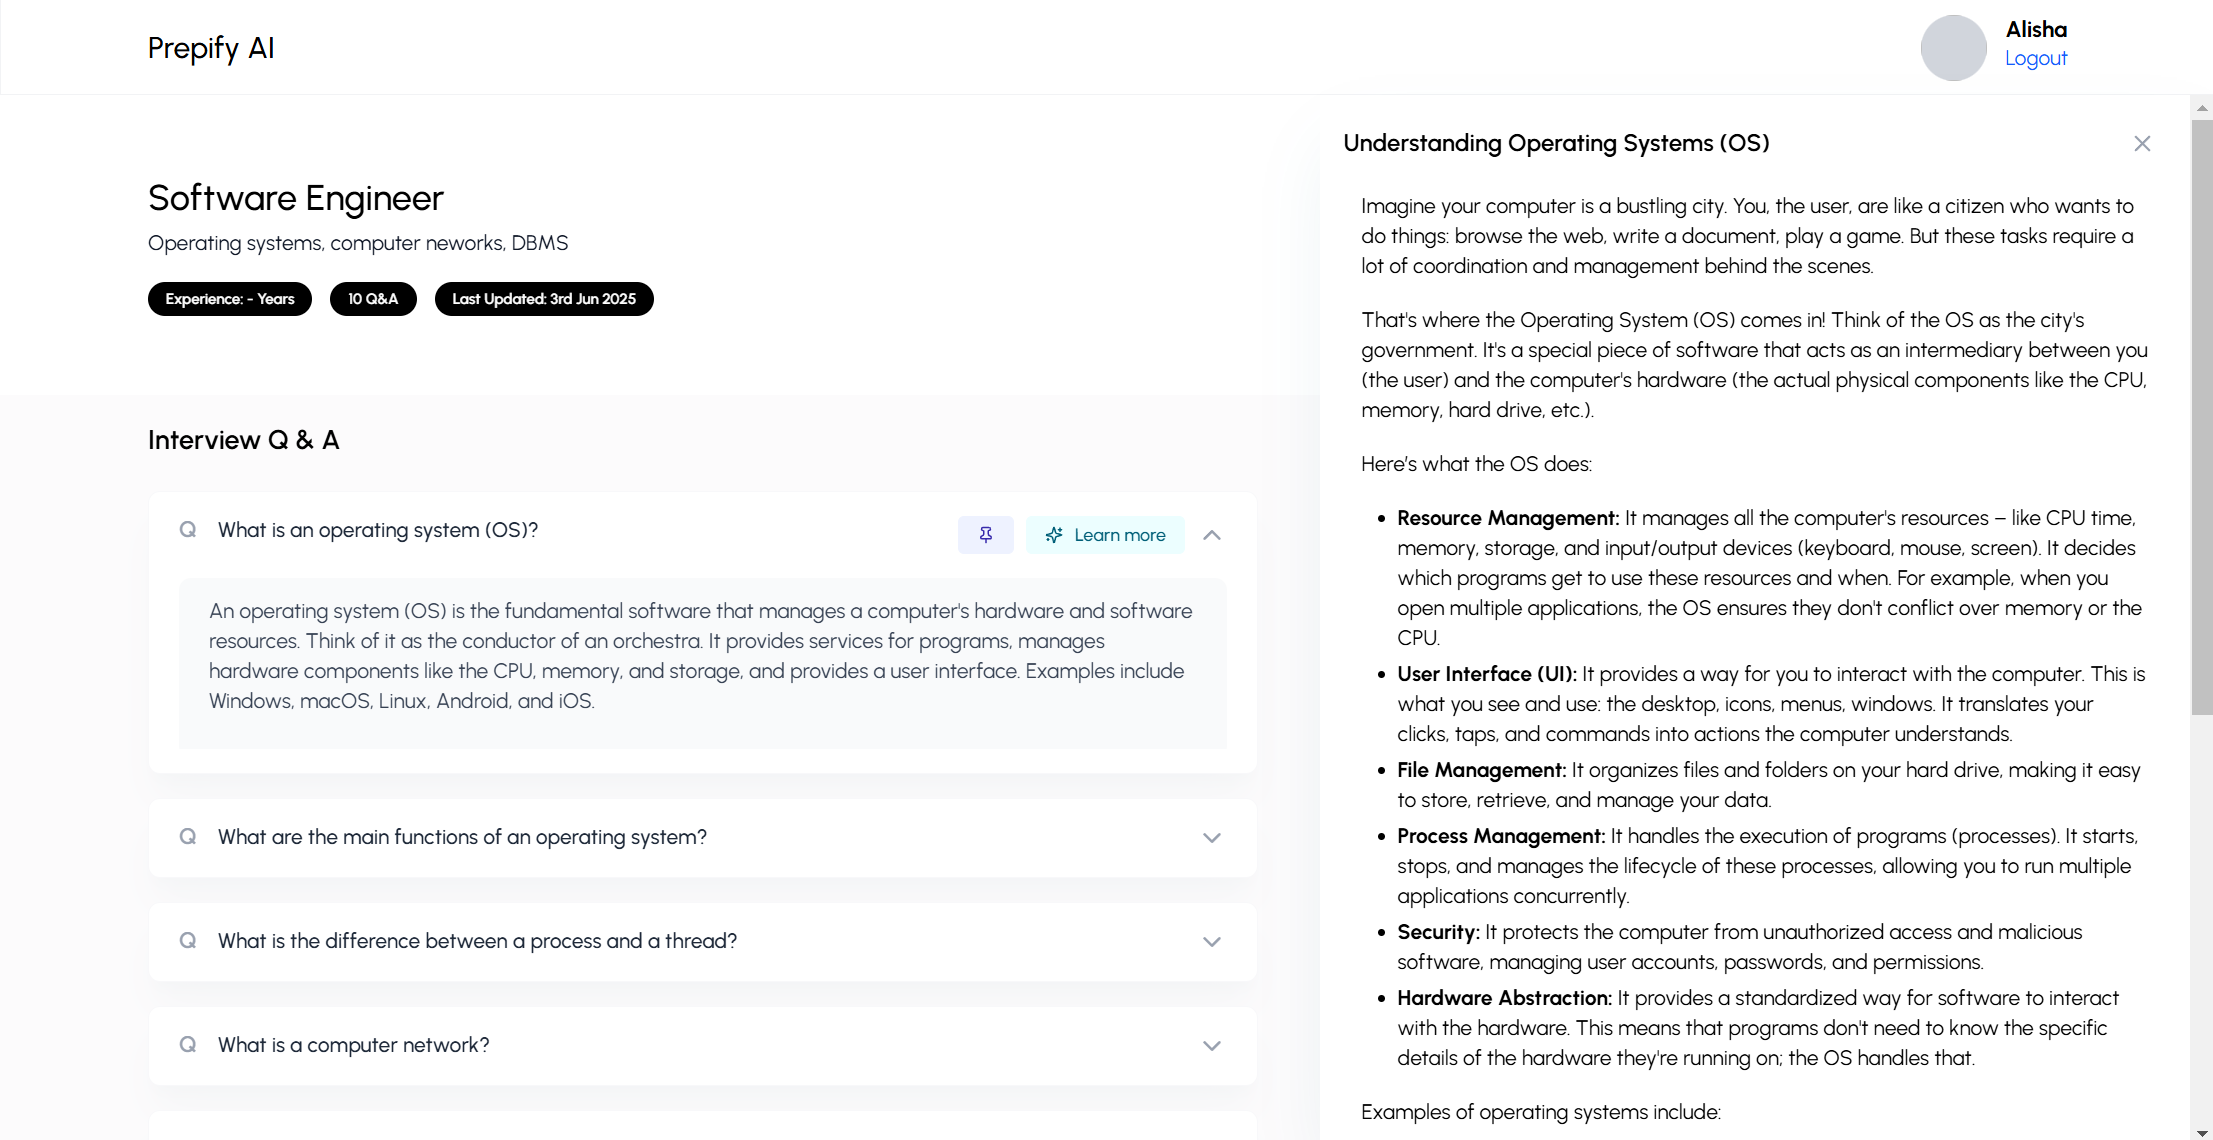 Prepify AI
Alisha
Logout
Software Engineer
Operating systems, computer neworks, DBMS
Experience: - Years
10 Q&A
Last Updated: 3rd Jun 2025
Interview Q & A
Q What is an operating system (OS)?
Learn more
An operating system (OS) is the fundamental software that manages a computer's hardware and software
resources. Think of it as the conductor of an orchestra. It provides services for programs, manages
hardware components like the CPU, memory, and storage, and provides a user interface. Examples include
Windows, macOS, Linux, Android, and iOS.
Q What are the main functions of an operating system?
Q What is the difference between a process and a thread?
Q What is a computer network?
Understanding Operating Systems (OS)
Imagine your computer is a bustling city. You, the user, are like a citizen who wants to
do things: browse the web, write a document, play a game. But these tasks require a
lot of coordination and management behind the scenes.
That's where the Operating System (OS) comes in! Think of the OS as the city's
government. It's a special piece of software that acts as an intermediary between you
(the user) and the computer's hardware (the actual physical components like the CPU,
memory, hard drive, etc.).
Here's what the OS does:
• Resource Management: It manages all the computer's resources – like CPU time,
memory, storage, and input/output devices (keyboard, mouse, screen). It decides
which programs get to use these resources and when. For example, when you
open multiple applications, the OS ensures they don't conflict over memory or the
CPU.
• User Interface (UI): It provides a way for you to interact with the computer. This is
what you see and use: the desktop, icons, menus, windows. It translates your
clicks, taps, and commands into actions the computer understands.
• File Management: It organizes files and folders on your hard drive, making it easy
to store, retrieve, and manage your data.
• Process Management: It handles the execution of programs (processes). It starts,
stops, and manages the lifecycle of these processes, allowing you to run multiple
applications concurrently.
• Security: It protects the computer from unauthorized access and malicious
software, managing user accounts, passwords, and permissions.
• Hardware Abstraction: It provides a standardized way for software to interact
with the hardware. This means that programs don't need to know the specific
details of the hardware they're running on; the OS handles that.
Examples of operating systems include: